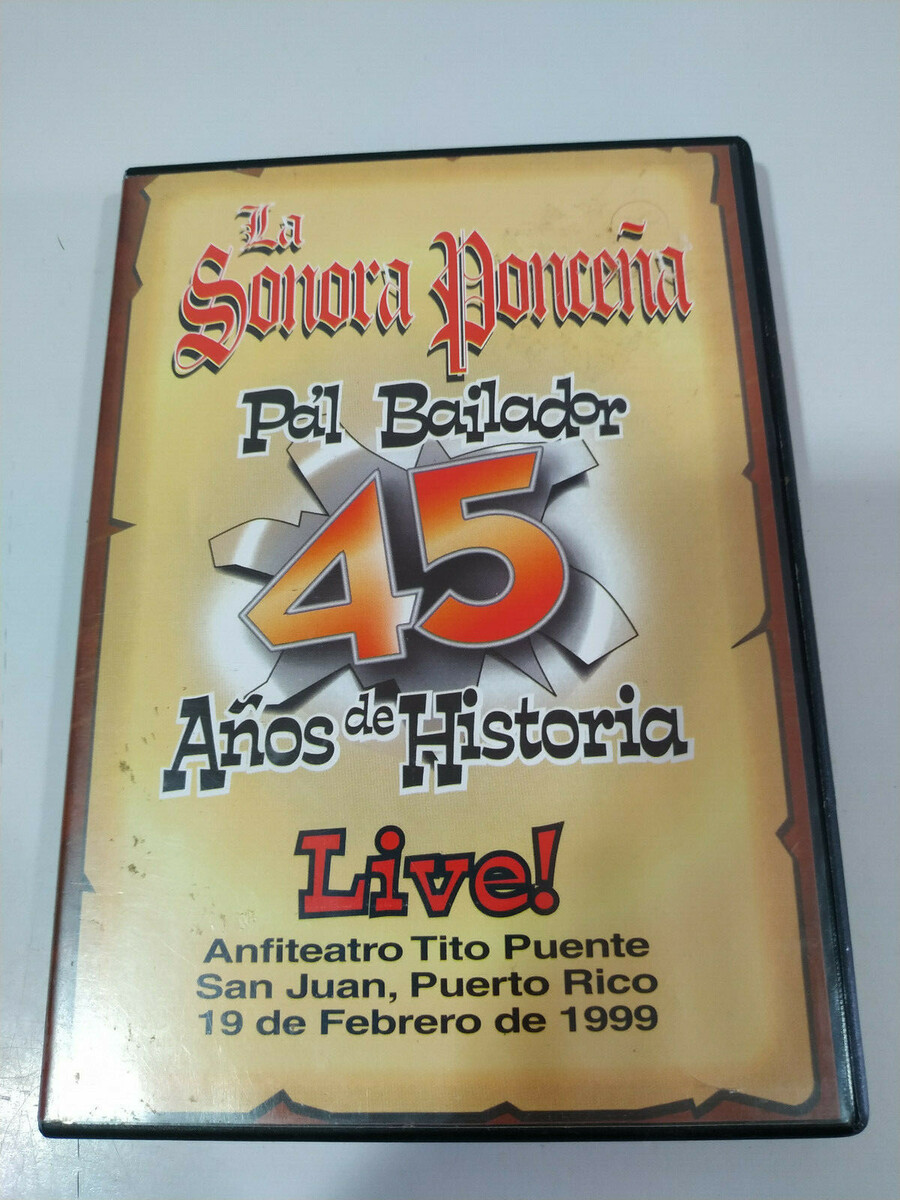 La
Sonora Ponceña
Pá'l Bailador
45
Años de Historia
Live!
Anfiteatro Tito Puente
San Juan, Puerto Rico
19 de Febrero de 1999